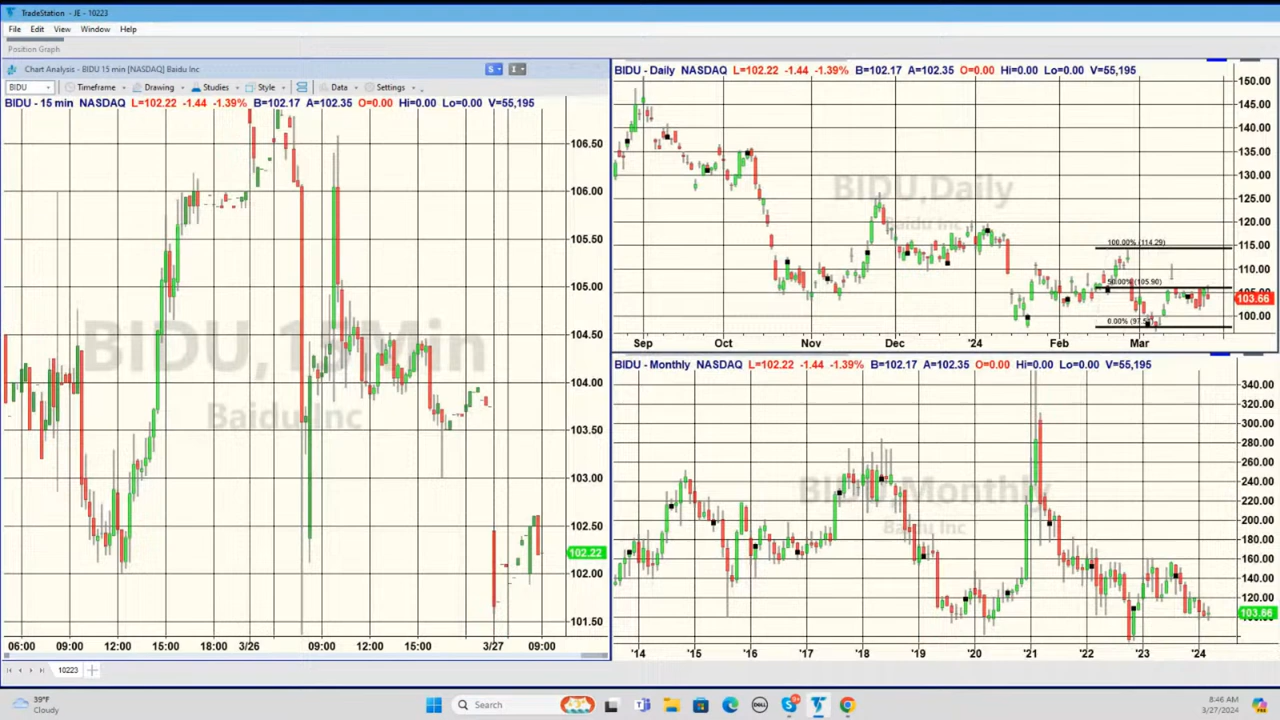 TradeStation - JE - 10223
File Edit View Window Help
Position Graph
Chart Analysis - BIDU 15 min [NASDAQ] Baidu Inc
S I
BIDU Timeframe Drawing Studies Style Data Settings
BIDU - 15 min NASDAQ L=102.22 -1.44 -1.39% B=102.17 A=102.35 O=0.00 Hi=0.00 Lo=0.00 V=55,195
BIDU,15 Min
Baidu Inc
106.50
106.00
105.50
105.00
104.50
104.00
103.50
103.00
102.50
102.22
102.00
101.50
06:00 09:00 12:00 15:00 18:00 3/26 09:00 12:00 15:00 3/27 09:00
10223
BIDU - Daily NASDAQ L=102.22 -1.44 -1.39% B=102.17 A=102.35 O=0.00 Hi=0.00 Lo=0.00 V=55,195
BIDU,Daily
Baidu Inc
150.00
145.00
140.00
135.00
130.00
125.00
120.00
115.00
110.00
105.00
103.66
100.00
100.00% (114.29)
50.00% (105.90)
Sep Oct Nov Dec '24 Feb Mar
BIDU - Monthly NASDAQ L=102.22 -1.44 -1.39% B=102.17 A=102.35 O=0.00 Hi=0.00 Lo=0.00 V=55,195
BIDU,Monthly
Baidu Inc
340.00
320.00
300.00
280.00
260.00
240.00
220.00
200.00
180.00
160.00
140.00
120.00
103.66
'14 '15 '16 '17 '18 '19 '20 '21 '22 '23 '24
39°F
Cloudy
Search
DELL
8:46 AM
3/27/2024